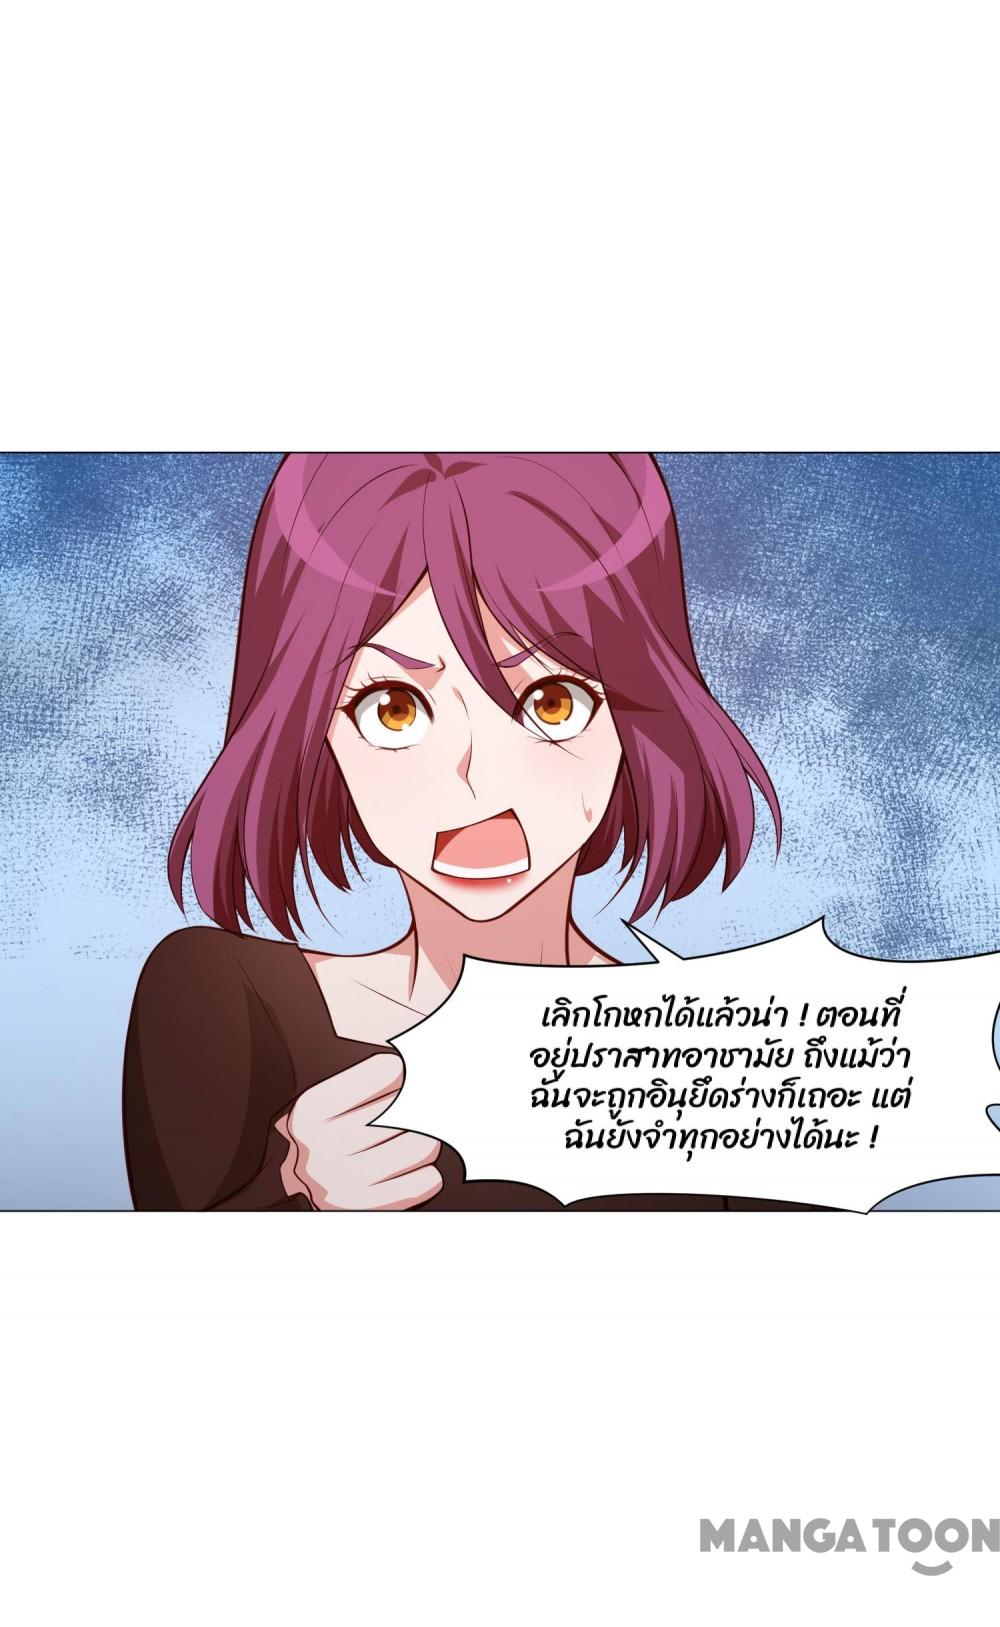 เลิกโกหกได้แล้วน่า ! ตอนที่
อยู่ปราสาทอาชามัย ถึงแม้ว่า
ฉันจะถูกอินุยึดร่างก็เถอะ แต่
ฉันยังจำทุกอย่างได้นะ !
MANGATOON